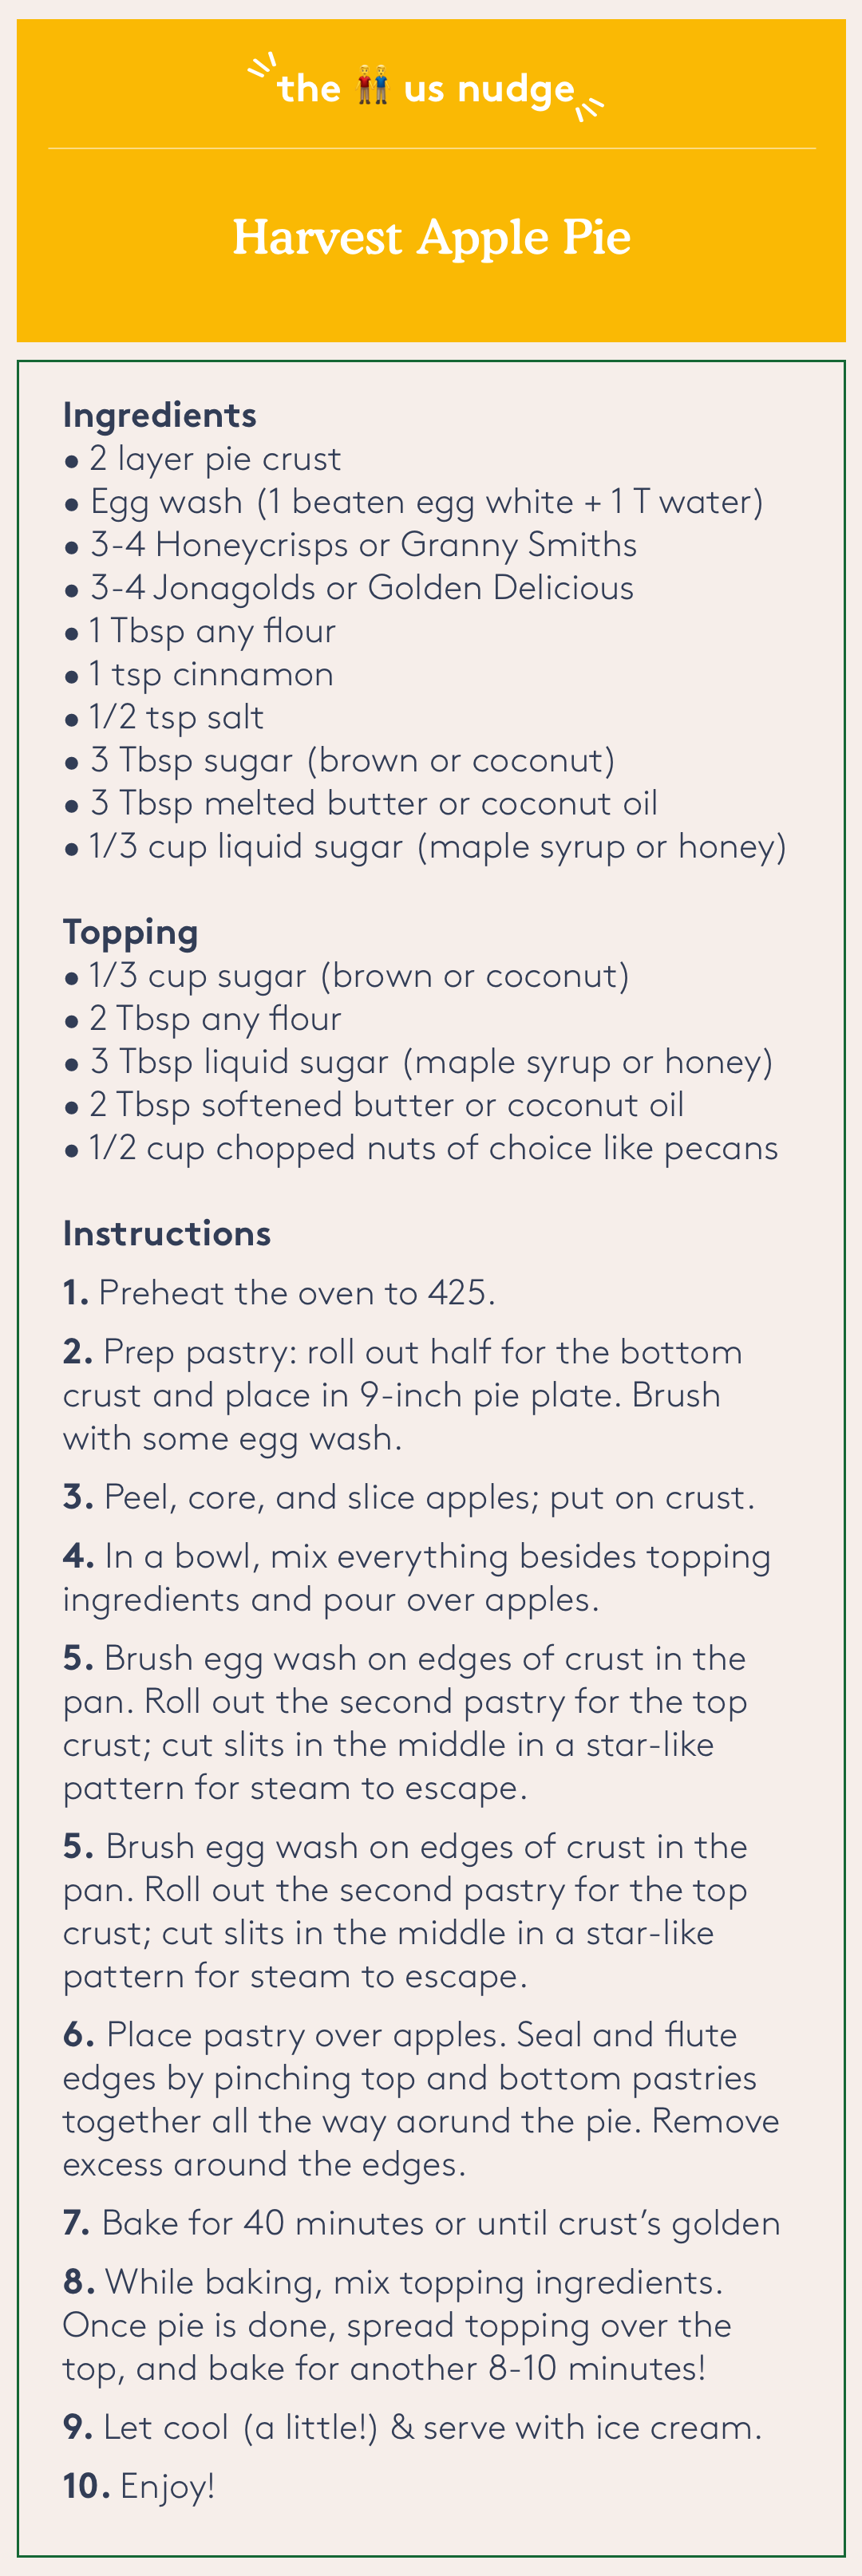 the 👬 us nudge
Harvest Apple Pie
Ingredients
• 2 layer pie crust
• Egg wash (1 beaten egg white + 1 T water)
• 3-4 Honeycrisps or Granny Smiths
• 3-4 Jonagolds or Golden Delicious
• 1 Tbsp any flour
• 1 tsp cinnamon
• 1/2 tsp salt
• 3 Tbsp sugar (brown or coconut)
• 3 Tbsp melted butter or coconut oil
• 1/3 cup liquid sugar (maple syrup or honey)
Topping
• 1/3 cup sugar (brown or coconut)
• 2 Tbsp any flour
• 3 Tbsp liquid sugar (maple syrup or honey)
• 2 Tbsp softened butter or coconut oil
• 1/2 cup chopped nuts of choice like pecans
Instructions
1. Preheat the oven to 425.
2. Prep pastry: roll out half for the bottom
crust and place in 9-inch pie plate. Brush
with some egg wash.
3. Peel, core, and slice apples; put on crust.
4. In a bowl, mix everything besides topping
ingredients and pour over apples.
5. Brush egg wash on edges of crust in the
pan. Roll out the second pastry for the top
crust; cut slits in the middle in a star-like
pattern for steam to escape.
5. Brush egg wash on edges of crust in the
pan. Roll out the second pastry for the top
crust; cut slits in the middle in a star-like
pattern for steam to escape.
6. Place pastry over apples. Seal and flute
edges by pinching top and bottom pastries
together all the way aorund the pie. Remove
excess around the edges.
7. Bake for 40 minutes or until crust’s golden
8. While baking, mix topping ingredients.
Once pie is done, spread topping over the
top, and bake for another 8-10 minutes!
9. Let cool (a little!) & serve with ice cream.
10. Enjoy!